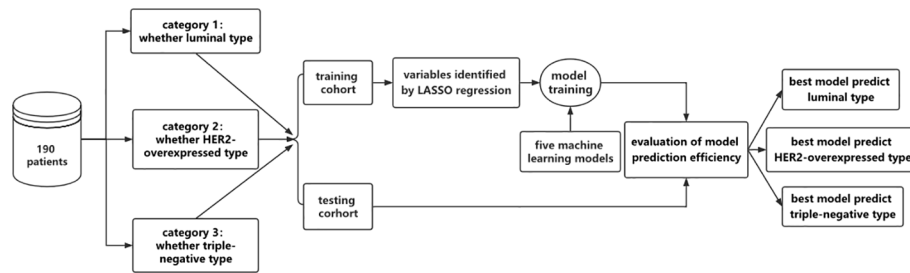 190
patients
category 1:
whether luminal type
category 2:
whether HER2-
overexpressed type
category 3:
whether triple-
negative type
training
cohort
testing
corhort
variables identified
by LASSO regression
model
training
five machine
learning models
evaluation of model
prediction efficiency
best model predict
luminal type
best model predict
HER2-overexpressed type
best model predict
triple-negative type